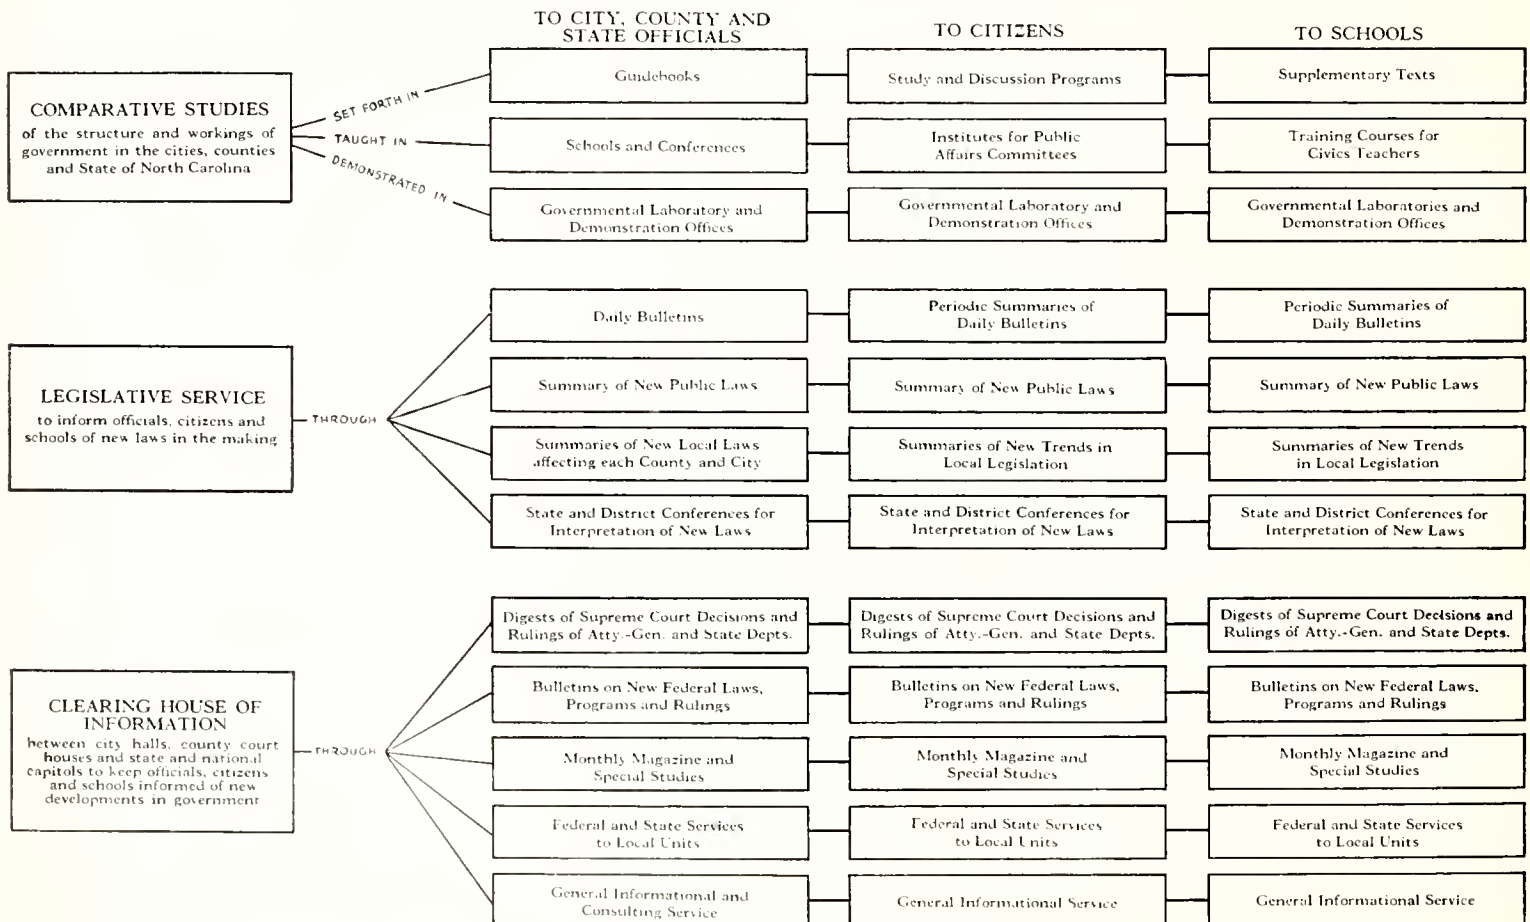 TO CITY, COUNTY AND
STATE OFFICIALS
TO CITIZENS
TO SCHOOLS
COMPARATIVE STUDIES
of the structure and workings of
government in the cities, counties
and State of North Carolina
SET FORTH IN
TAUGHT IN
DEMONSTRATED IN
Guidebooks
Study and Discussion Programs
Supplementary Texts
Schools and Conferences
Institutes for Public
Affairs Committees
Training Courses for
Civics Teachers
Governmental Laboratory and
Demonstration Offices
Governmental Laboratory and
Demonstration Offices
Governmental Laboratories and
Demonstration Offices
LEGISLATIVE SERVICE
to inform officials, citizens and
schools of new laws in the making
THROUGH
Daily Bulletins
Periodic Summaries of
Daily Bulletins
Periodic Summaries of
Daily Bulletins
Summary of New Public Laws
Summary of New Public Laws
Summary of New Public Laws
Summaries of New Local Laws
affecting each County and City
Summaries of New Trends in
Local Legislation
Summaries of New Trends
in Local Legislation
State and District Conferences for
Interpretation of New Laws
State and District Conferences for
Interpretation of New Laws
State and District Conferences for
Interpretation of New Laws
CLEARING HOUSE OF
INFORMATION
between city halls, county court
houses and state and national
capitols to keep officials, citizens
and schools informed of new
developments in government
THROUGH
Digests of Supreme Court Decisions and
Rulings of Atty.-Gen. and State Depts.
Digests of Supreme Court Decisions and
Rulings of Atty.-Gen. and State Depts.
Digests of Supreme Court Decisions and
Rulings of Atty.-Gen. and State Depts.
Bulletins on New Federal Laws,
Programs and Rulings
Bulletins on New Federal Laws,
Programs and Rulings
Bulletins on New Federal Laws,
Programs and Rulings
Monthly Magazine and
Special Studies
Monthly Magazine and
Special Studies
Monthly Magazine and
Special Studies
Federal and State Services
to Local Units
Federal and State Services
to Local Units
Federal and State Services
to Local Units
General Informational and
Consulting Service
General Informational Service
General Informational Service